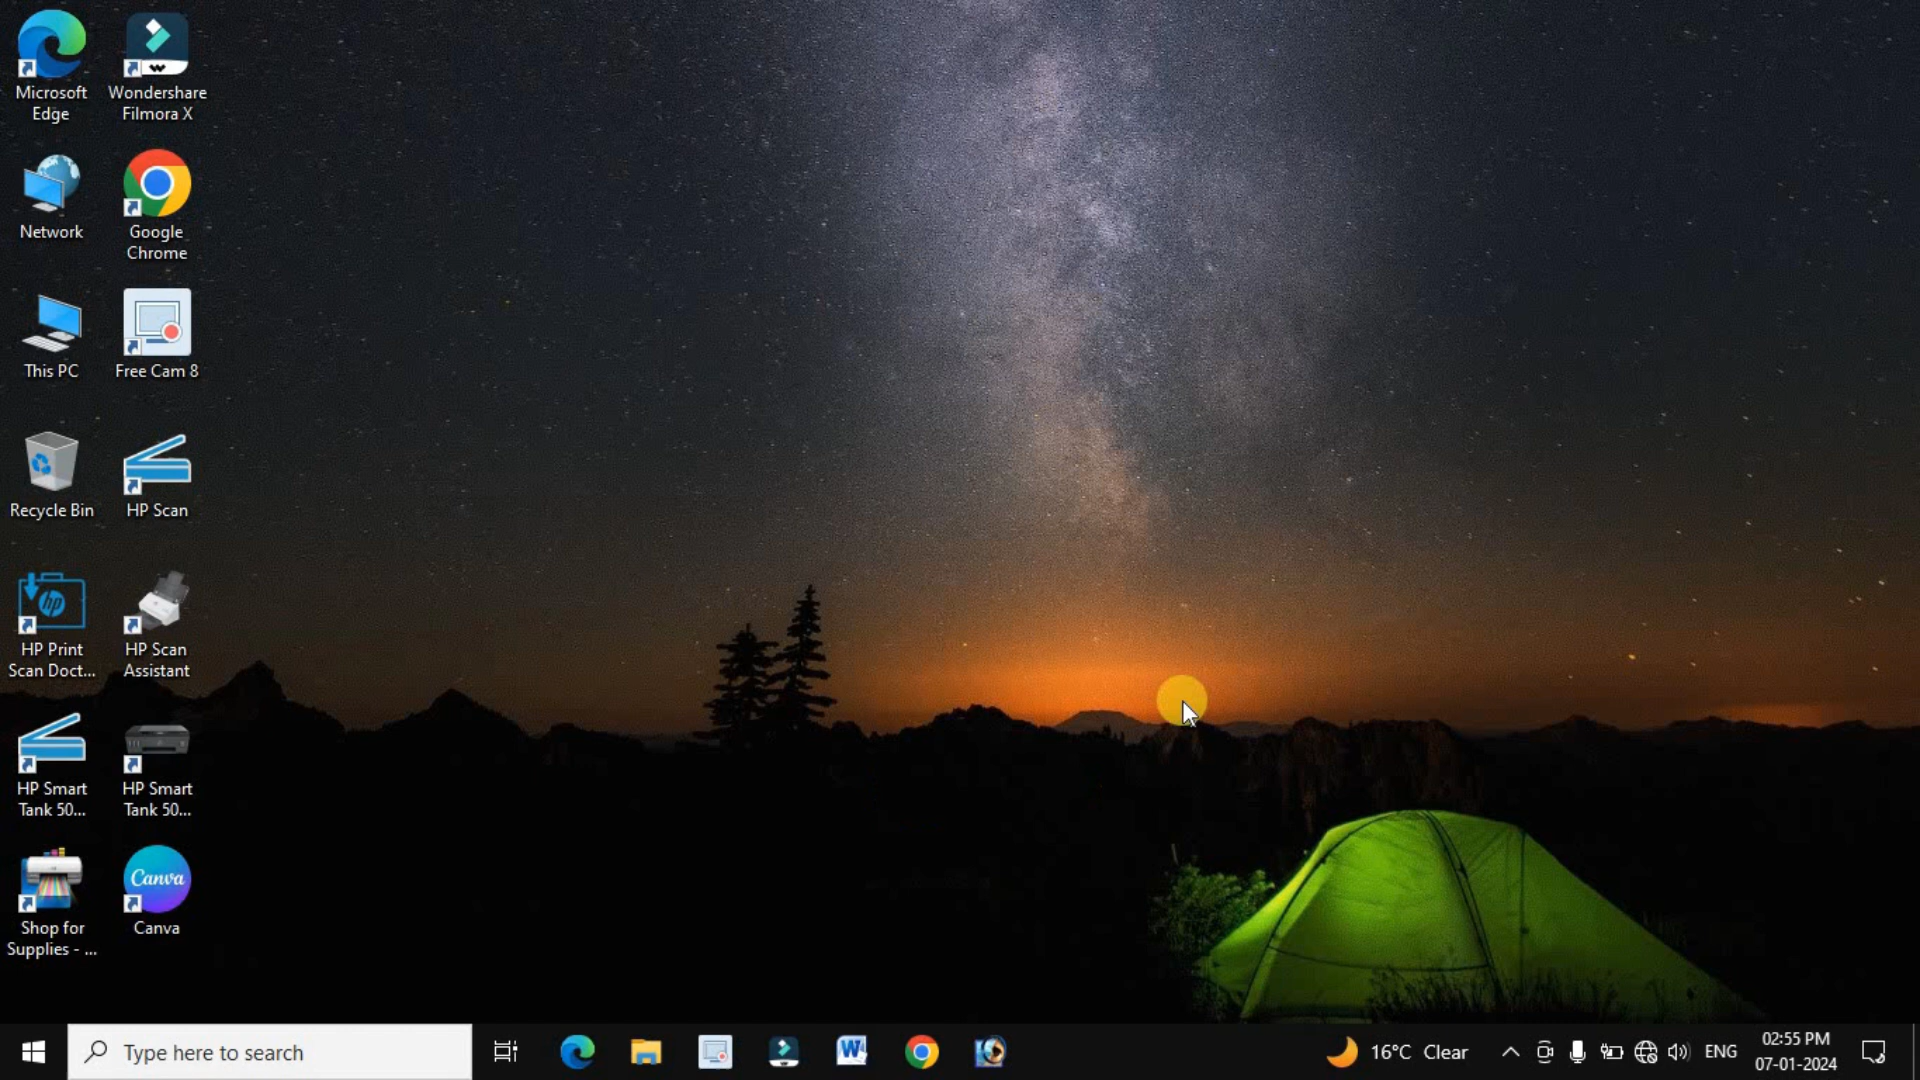 Microsoft
Edge
Wondershare
Filmora X
Network
Google
Chrome
This PC
Free Cam 8
Recycle Bin
HP Scan
HP Print
Scan Doct...
HP Scan
Assistant
HP Smart
Tank 50...
HP Smart
Tank 50...
Shop for
Supplies - ...
Canva
Canva
Type here to search
16°C Clear
ENG
02:55 PM
07-01-2024